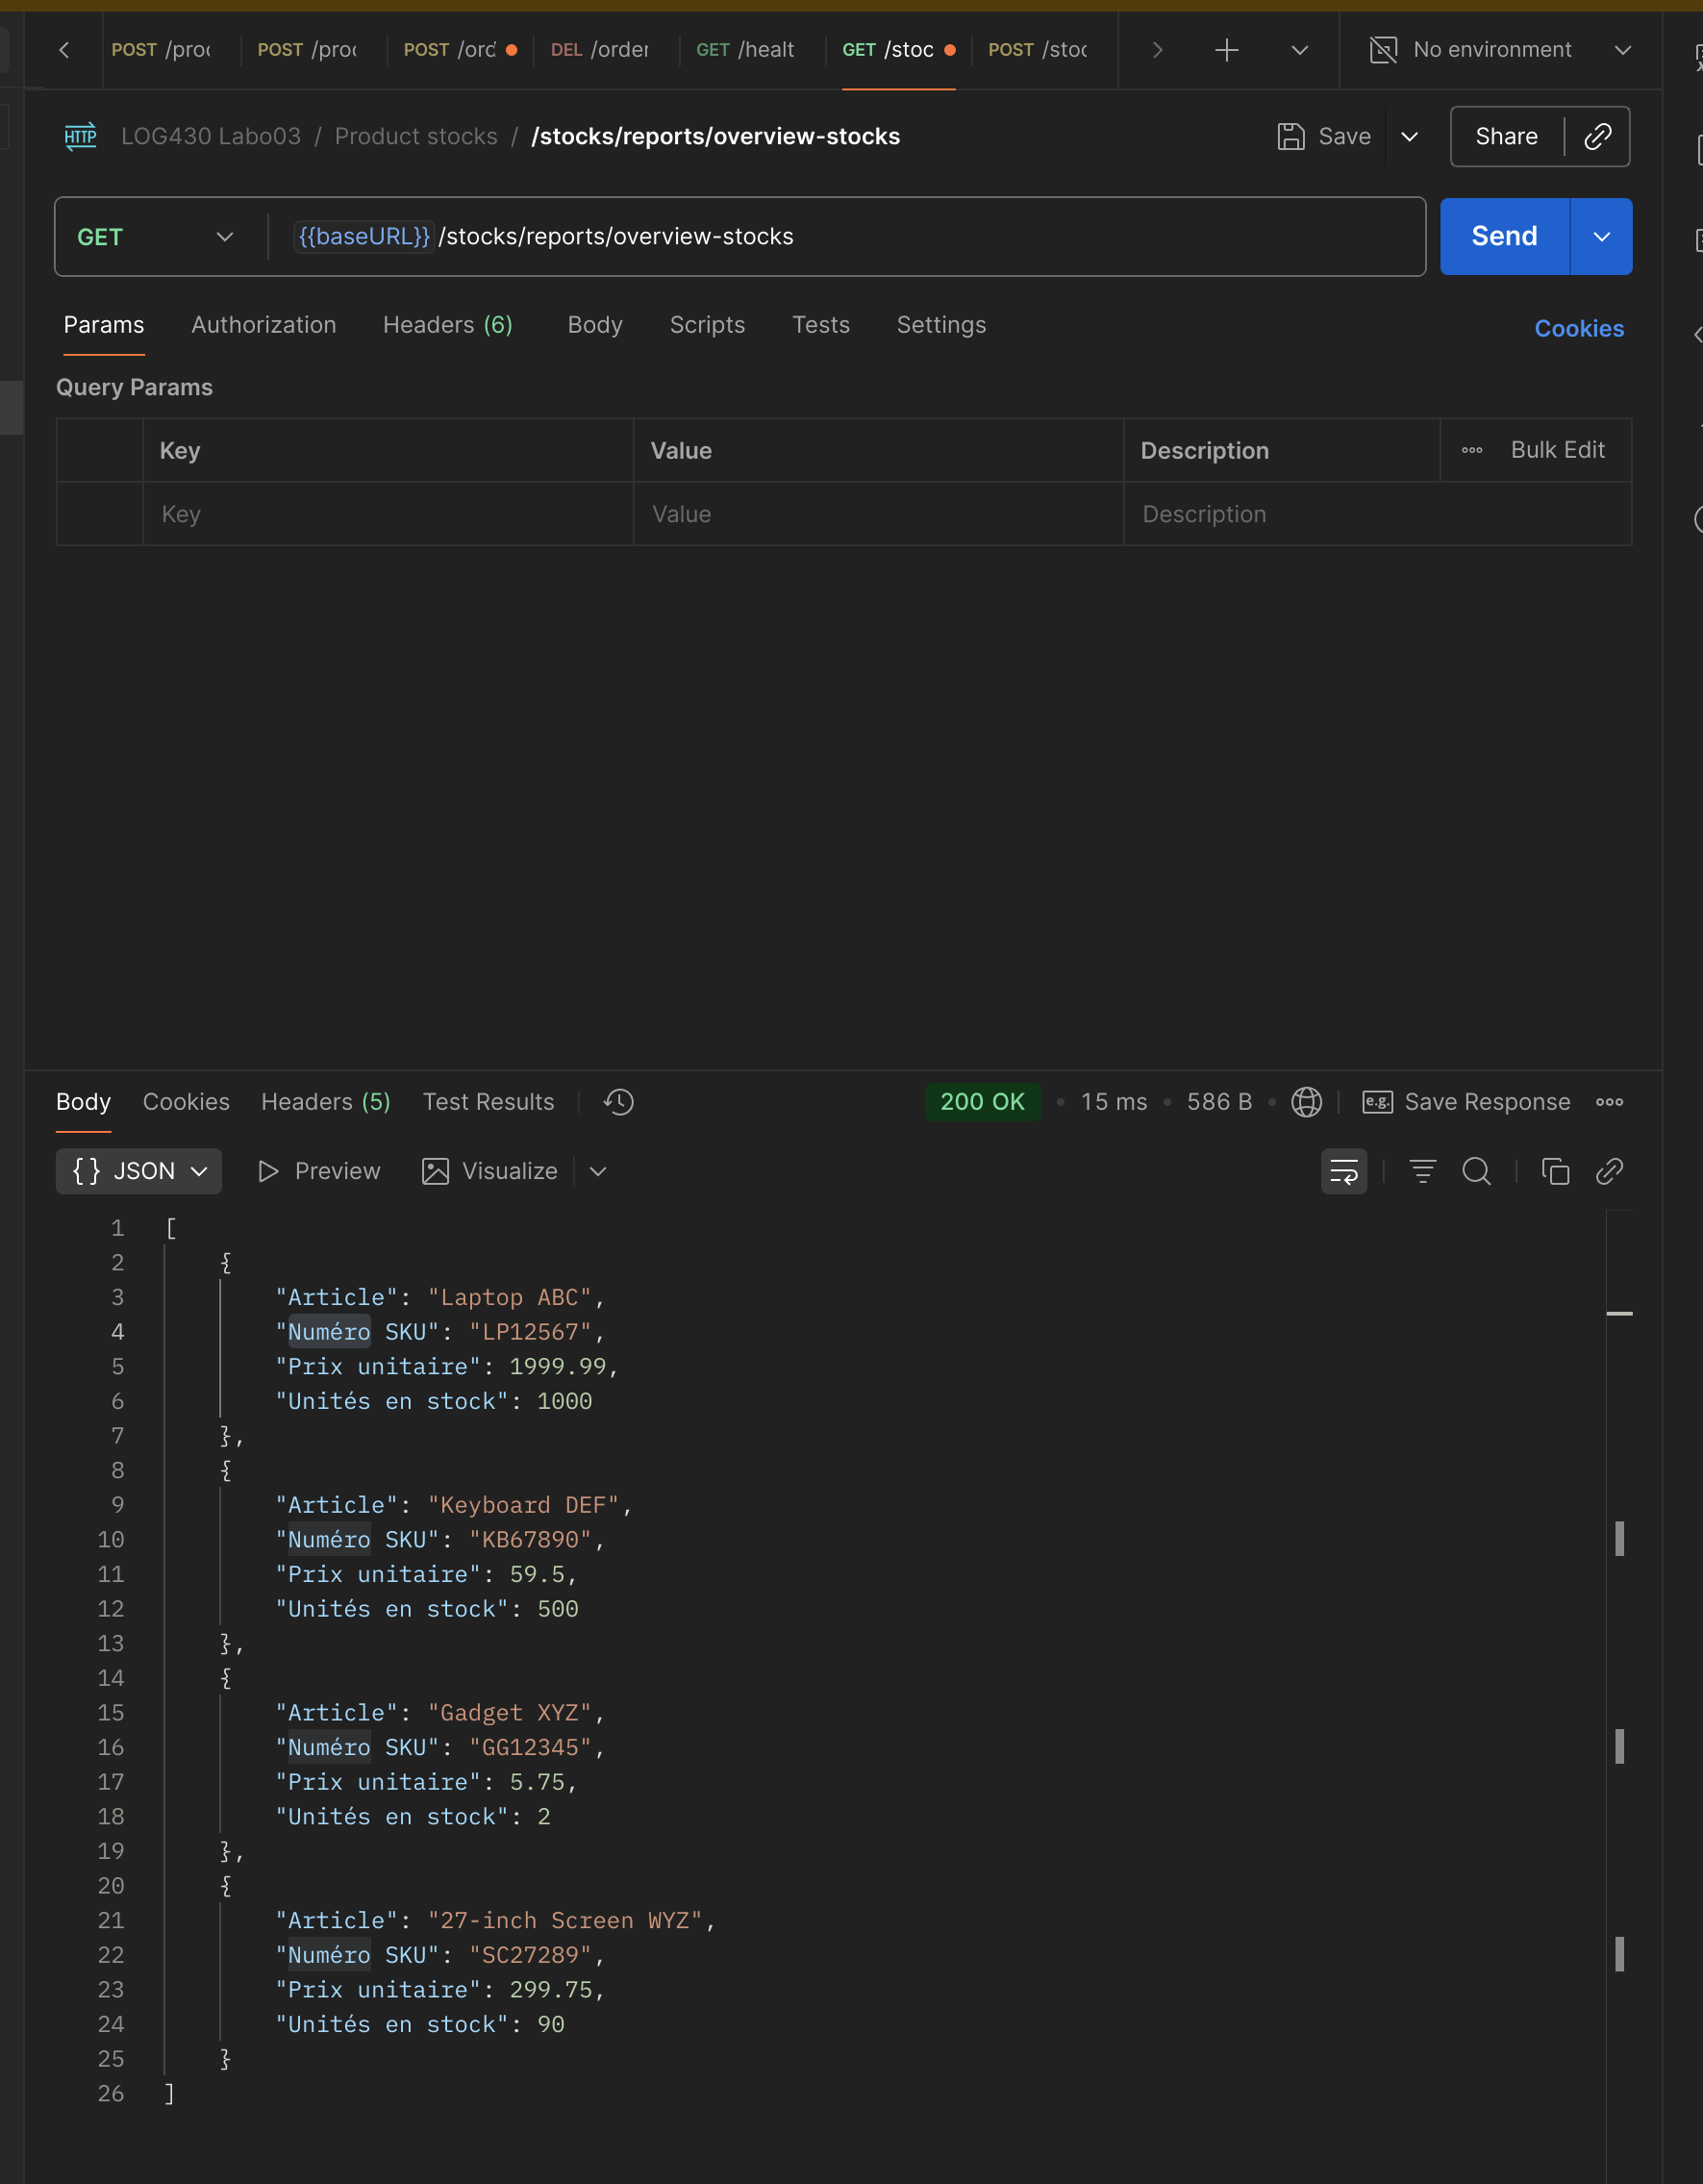 POST /proc POST /proc POST /orc DEL /order GET /healt GET /stoc POST /stoc No environment
HTTP LOG430 Labo03 / Product stocks / /stocks/reports/overview-stocks Save Share
GET {{baseURL}}/stocks/reports/overview-stocks Send
Params Authorization Headers (6) Body Scripts Tests Settings Cookies
Query Params
Key Value Description Bulk Edit
Key Value Description
Body Cookies Headers (5) Test Results 200 OK 15 ms 586 B e.g. Save Response
{} JSON Preview Visualize
1 [
2 {
3 "Article": "Laptop ABC",
4 "Numéro SKU": "LP12567",
5 "Prix unitaire": 1999.99,
6 "Unités en stock": 1000
7 },
8 {
9 "Article": "Keyboard DEF",
10 "Numéro SKU": "KB67890",
11 "Prix unitaire": 59.5,
12 "Unités en stock": 500
13 },
14 {
15 "Article": "Gadget XYZ",
16 "Numéro SKU": "GG12345",
17 "Prix unitaire": 5.75,
18 "Unités en stock": 2
19 },
20 {
21 "Article": "27-inch Screen WYZ",
22 "Numéro SKU": "SC27289",
23 "Prix unitaire": 299.75,
24 "Unités en stock": 90
25 }
26 ]